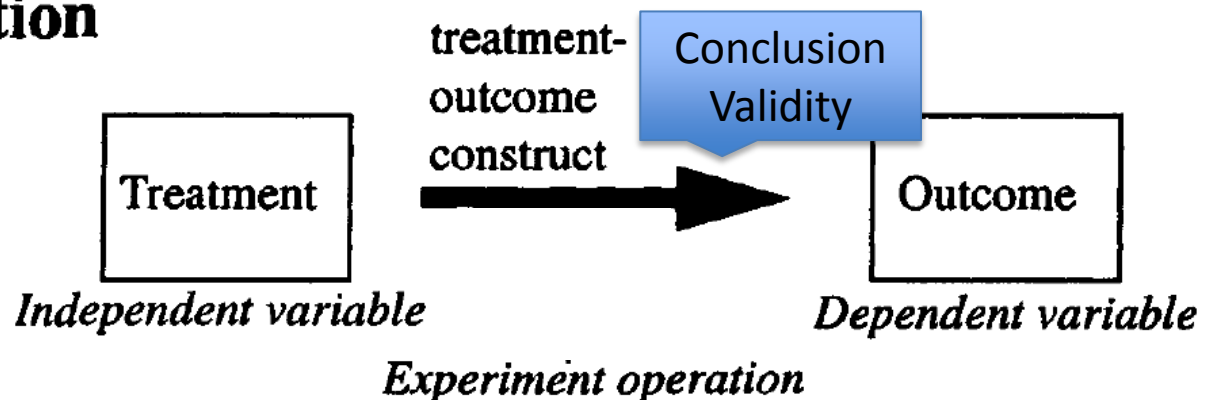 tion
treatment-
outcome
construct
Conclusion
Validity
Treatment
Outcome
Independent variable
Dependent variable
Experiment operation